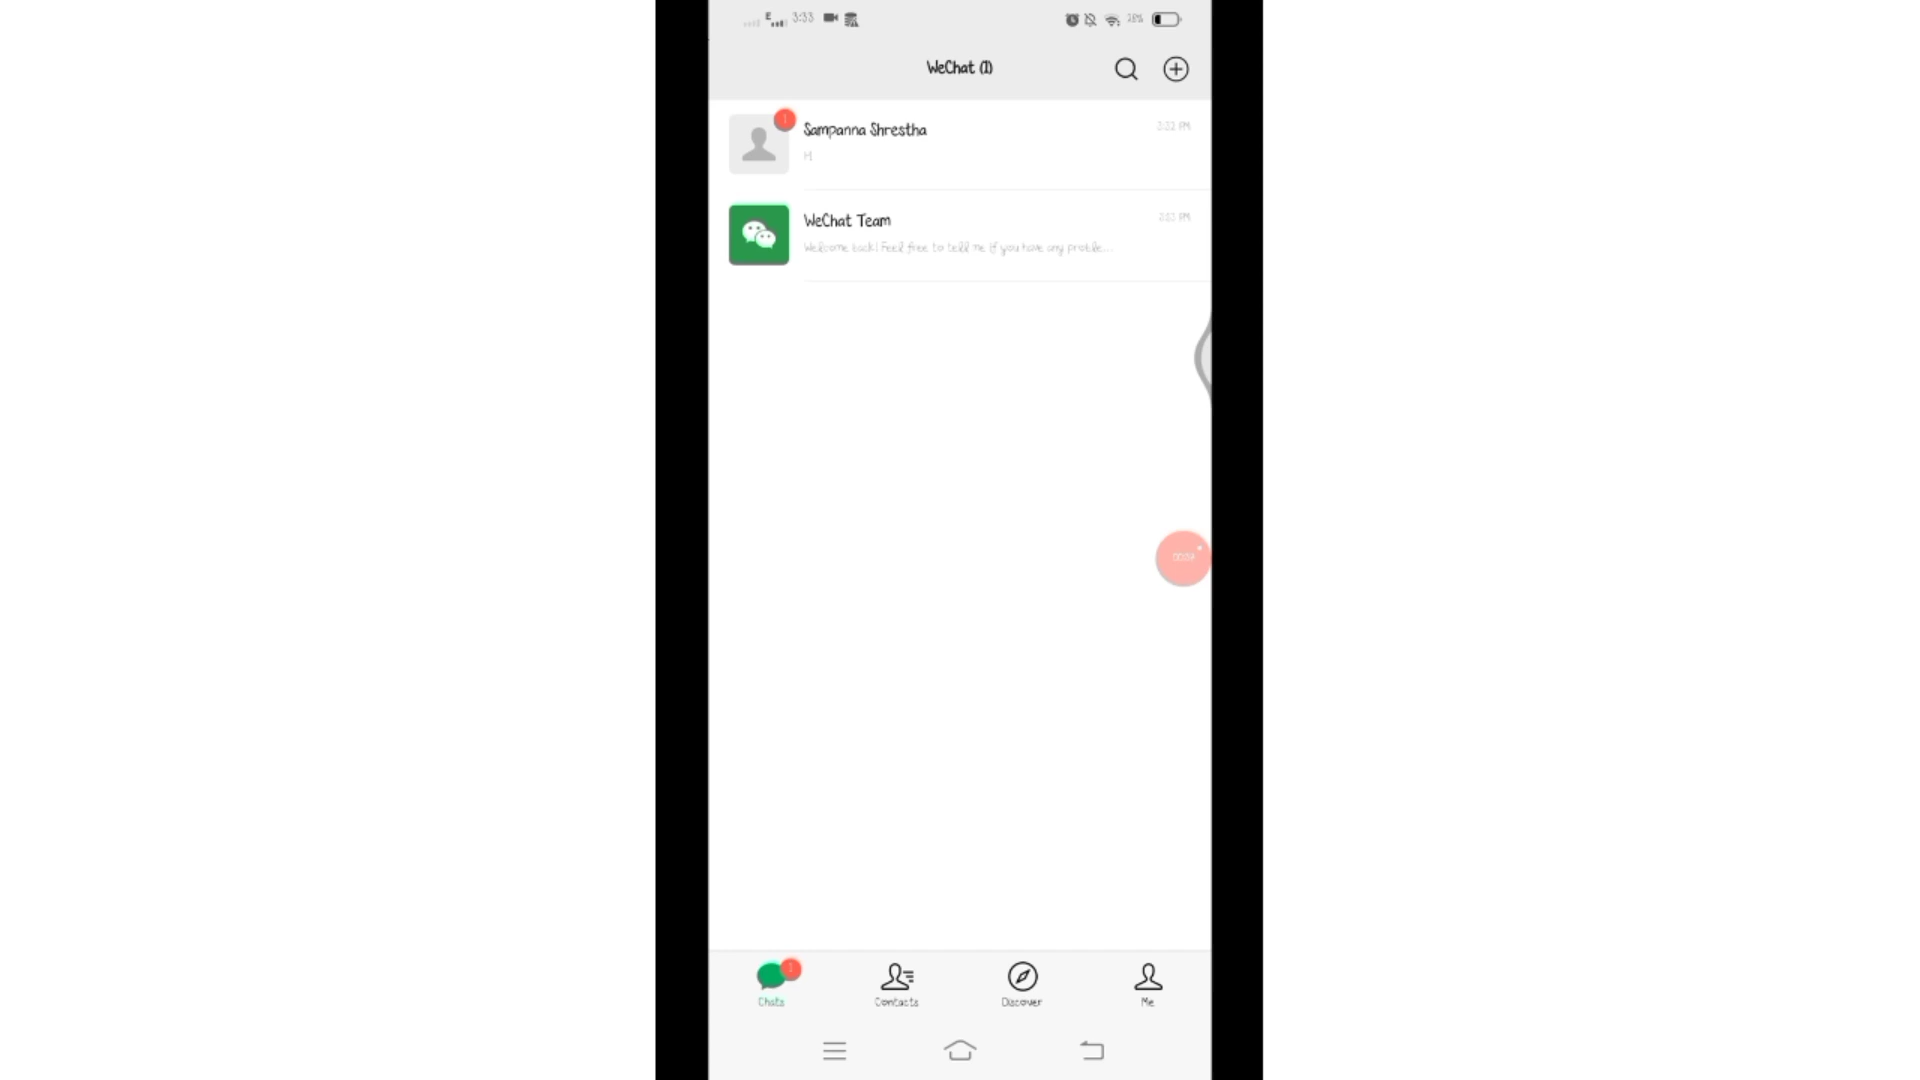 E 3:33 28%
WeChat (1)
1
Sampanna Shrestha
Hi
WeChat Team
Welcome back! Feel free to tell me if you have any proble...
1
Chats Contacts Discover Me